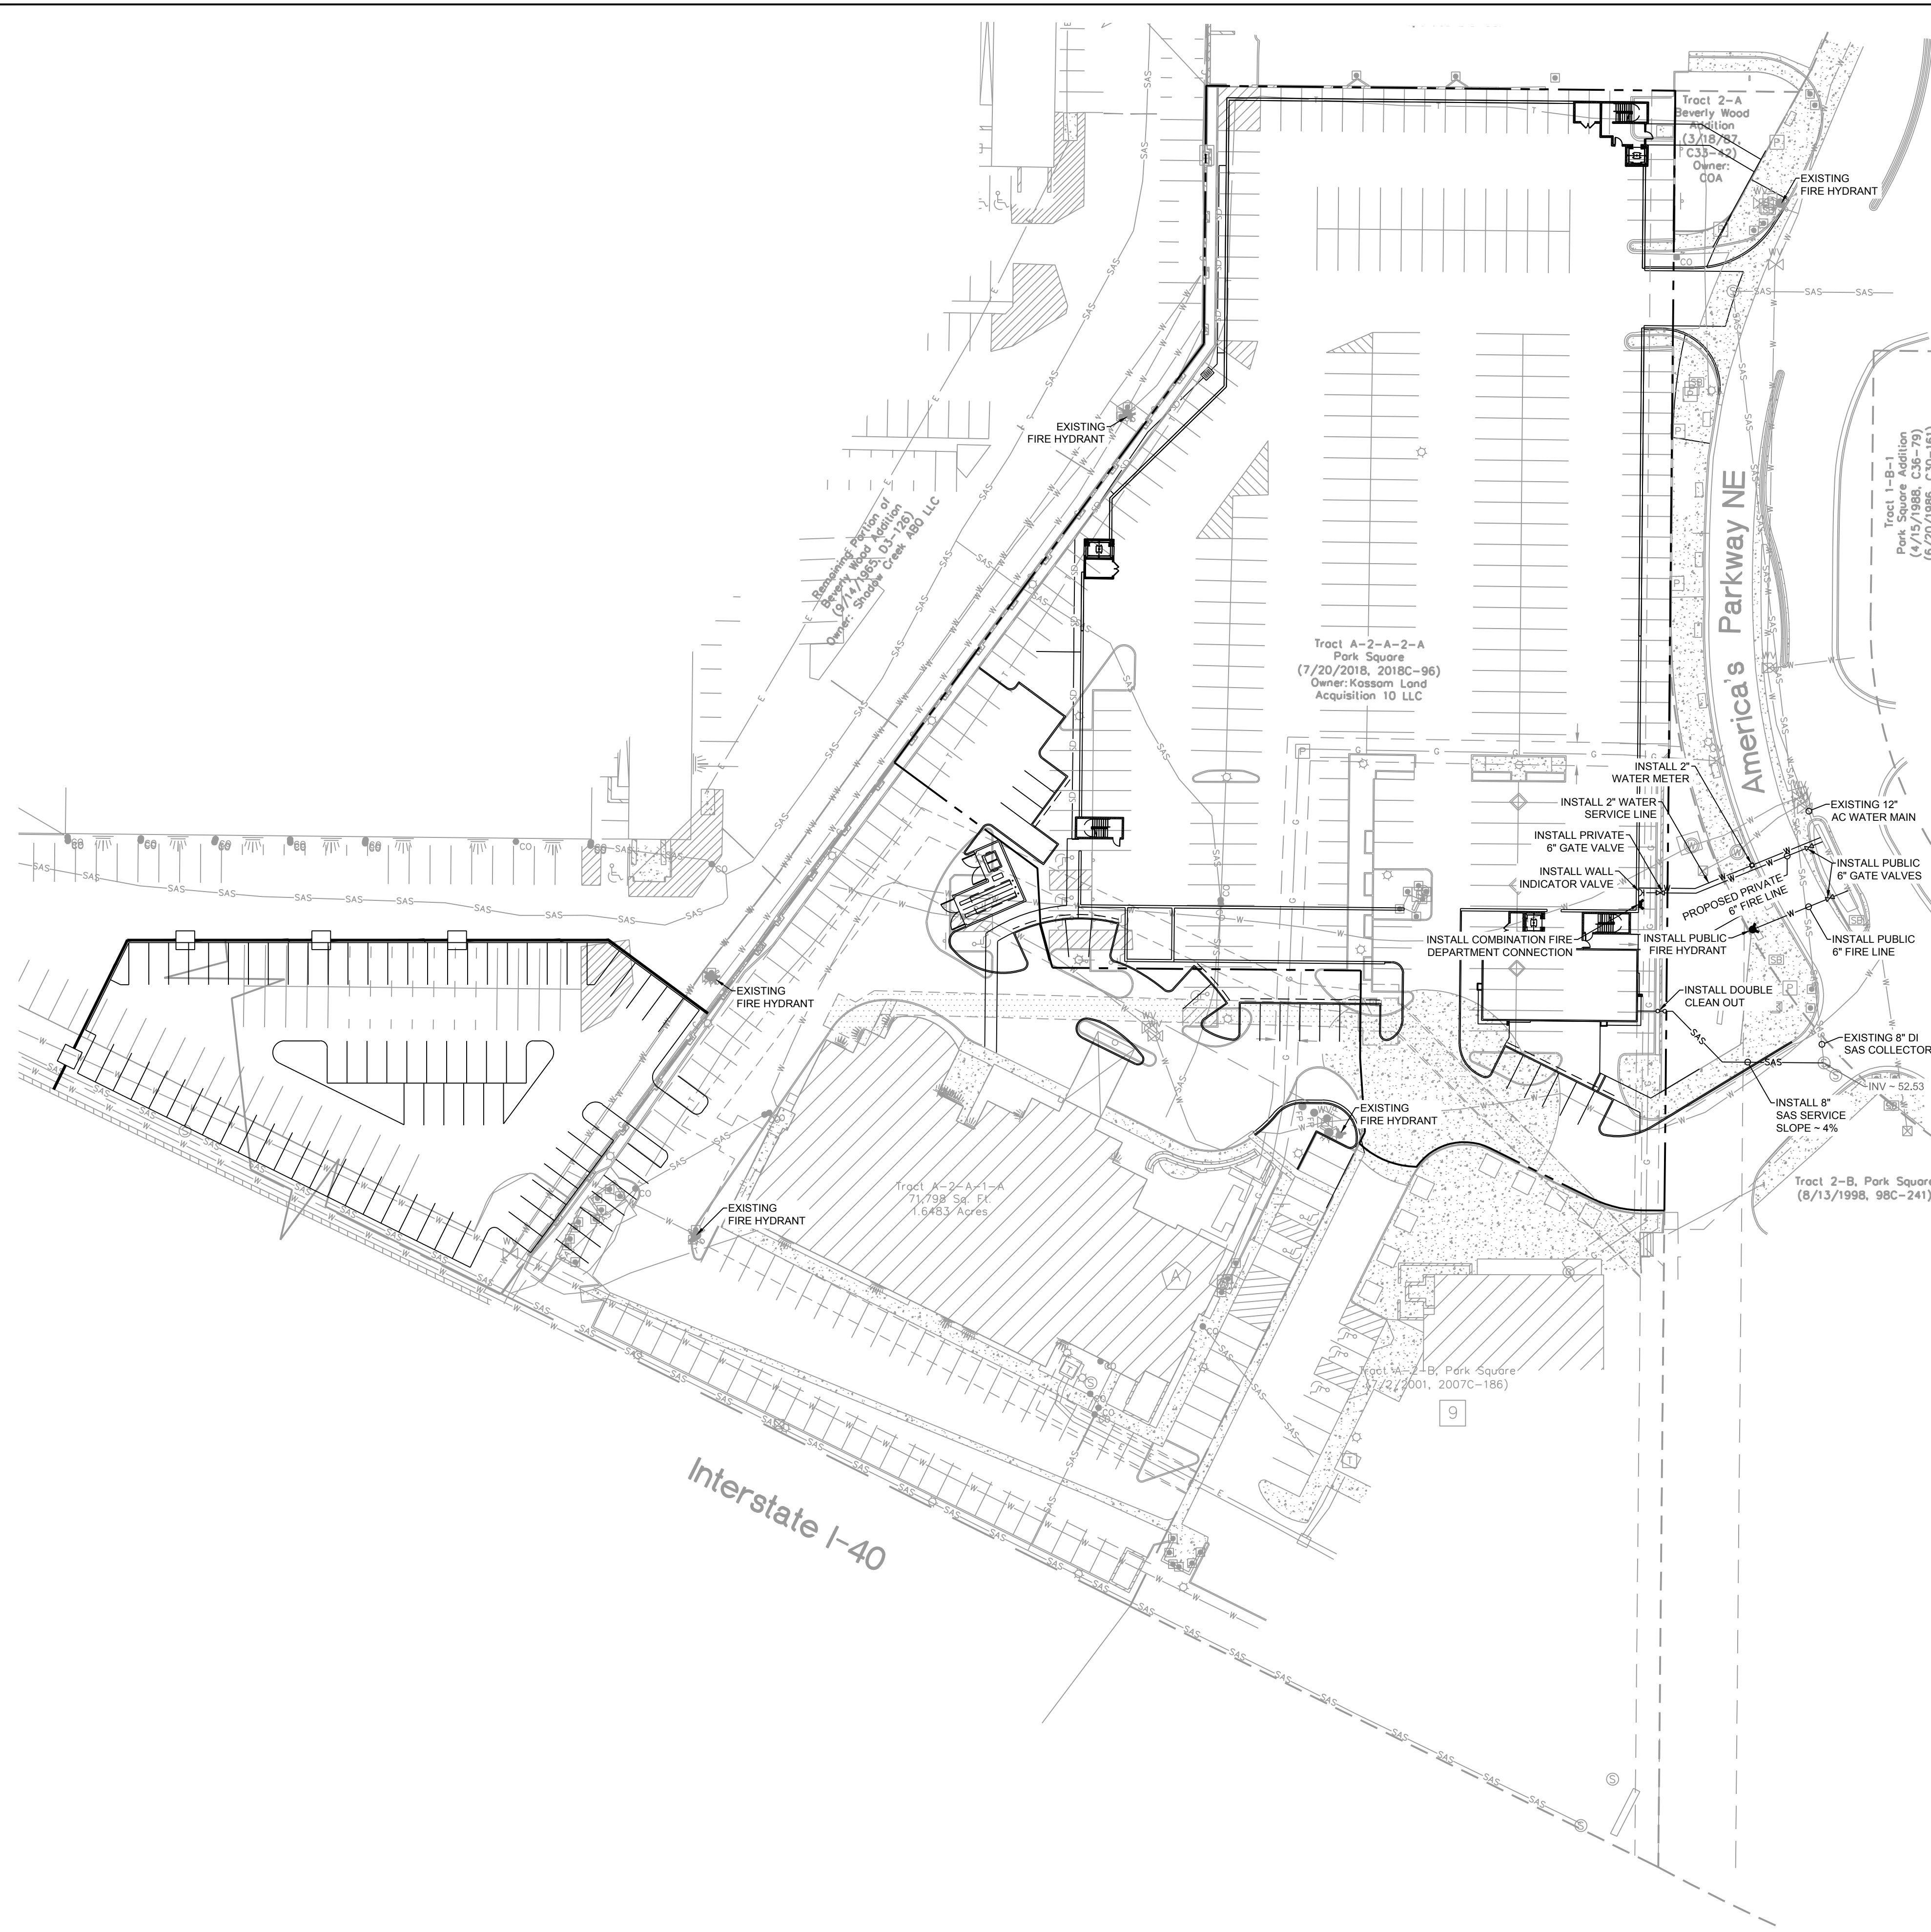 Tract 2-A
Beverly Wood
Addition
(3/18/87,
C33-42)
Owner:
COA
EXISTING
FIRE HYDRANT
EXISTING
FIRE HYDRANT
Remaining Portion of
Beverly Wood Addition
(9/14/1965, D3-126)
Owner: Shadow Creek ABQ LLC
Tract 1-B-1
Park Square Addition
(4/15/1988, C36-79)
(6/20/1986, C30-161)
America's Parkway NE
Tract A-2-A-2-A
Park Square
(7/20/2018, 2018C-96)
Owner: Kassam Land
Acquisition 10 LLC
INSTALL 2"
WATER METER
INSTALL 2" WATER
SERVICE LINE
INSTALL PRIVATE
6" GATE VALVE
INSTALL WALL
INDICATOR VALVE
EXISTING 12"
AC WATER MAIN
INSTALL PUBLIC
6" GATE VALVES
PROPOSED PRIVATE
6" FIRE LINE
INSTALL COMBINATION FIRE
DEPARTMENT CONNECTION
INSTALL PUBLIC
FIRE HYDRANT
INSTALL PUBLIC
6" FIRE LINE
INSTALL DOUBLE
CLEAN OUT
EXISTING 8" DI
SAS COLLECTOR
INV ~ 52.53
INSTALL 8"
SAS SERVICE
SLOPE ~ 4%
EXISTING
FIRE HYDRANT
EXISTING
FIRE HYDRANT
EXISTING
FIRE HYDRANT
Tract A-2-A-1-A
71,798 Sq. Ft.
1.6483 Acres
A
Tract 2-B, Park Square
(8/13/1998, 98C-241)
Tract A-2-B, Park Square
(7/2/2001, 2007C-186)
9
Interstate I-40